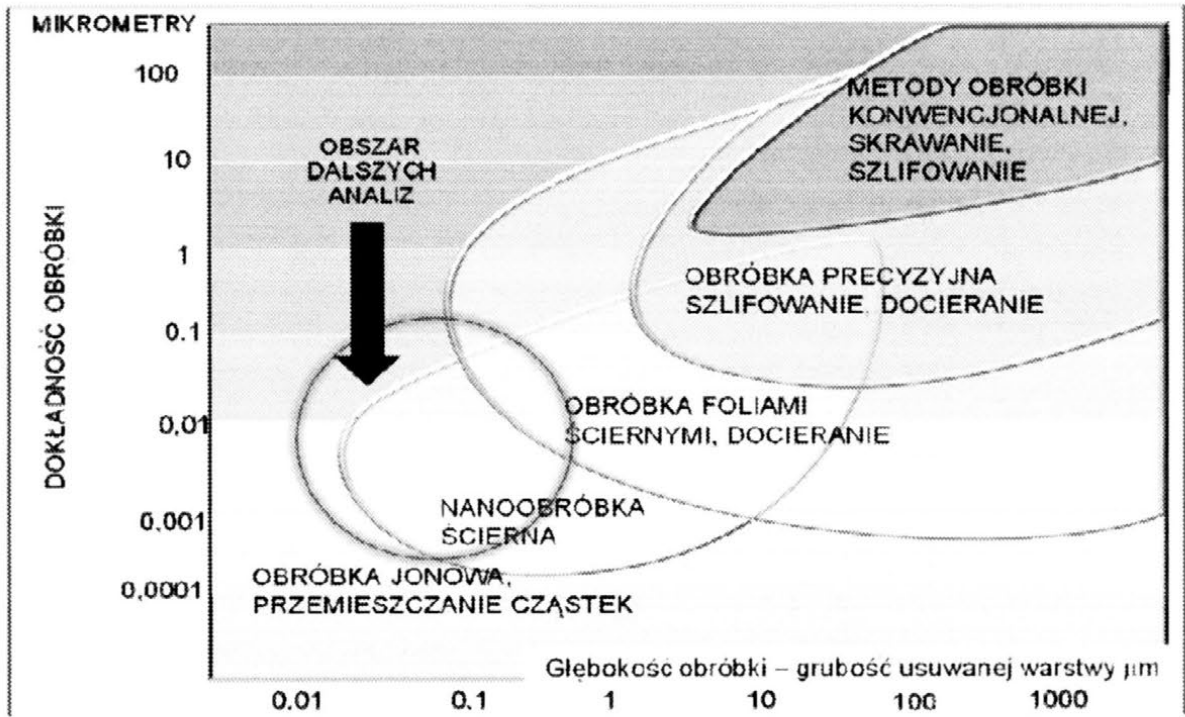 MIKROMETRY
100
10
1
0.1
0,01
0.001
0,0001
DOKŁADNOŚĆ OBRÓBKI
OBSZAR
DALSZYCH
ANALIZ
METODY OBRÓBKI
KONWENCJONALNEJ,
SKRAWANIE,
SZLIFOWANIE
OBRÓBKA PRECYZYJNA
SZLIFOWANIE, DOCIERANIE
OBRÓBKA FOLIAMI
ŚCIERNYMI, DOCIERANIE
NANOOBRÓBKA
ŚCIERNA
OBRÓBKA JONOWA,
PRZEMIESZCZANIE CZĄSTEK
Głębokość obróbki – grubość usuwanej warstwy µm
0.01 0.1 1 10 100 1000